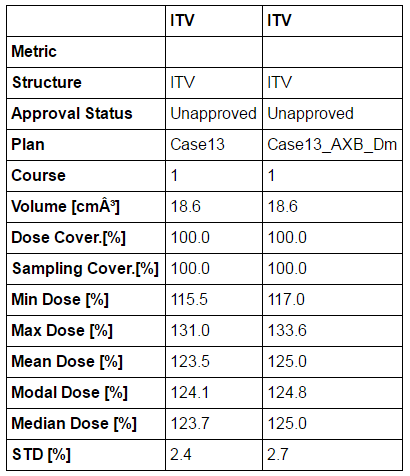 ITV ITV
Metric
Structure ITV ITV
Approval Status Unapproved Unapproved
Plan Case13 Case13_AXB_Dm
Course 1 1
Volume [cmÂ³] 18.6 18.6
Dose Cover.[%] 100.0 100.0
Sampling Cover.[%] 100.0 100.0
Min Dose [%] 115.5 117.0
Max Dose [%] 131.0 133.6
Mean Dose [%] 123.5 125.0
Modal Dose [%] 124.1 124.8
Median Dose [%] 123.7 125.0
STD [%] 2.4 2.7